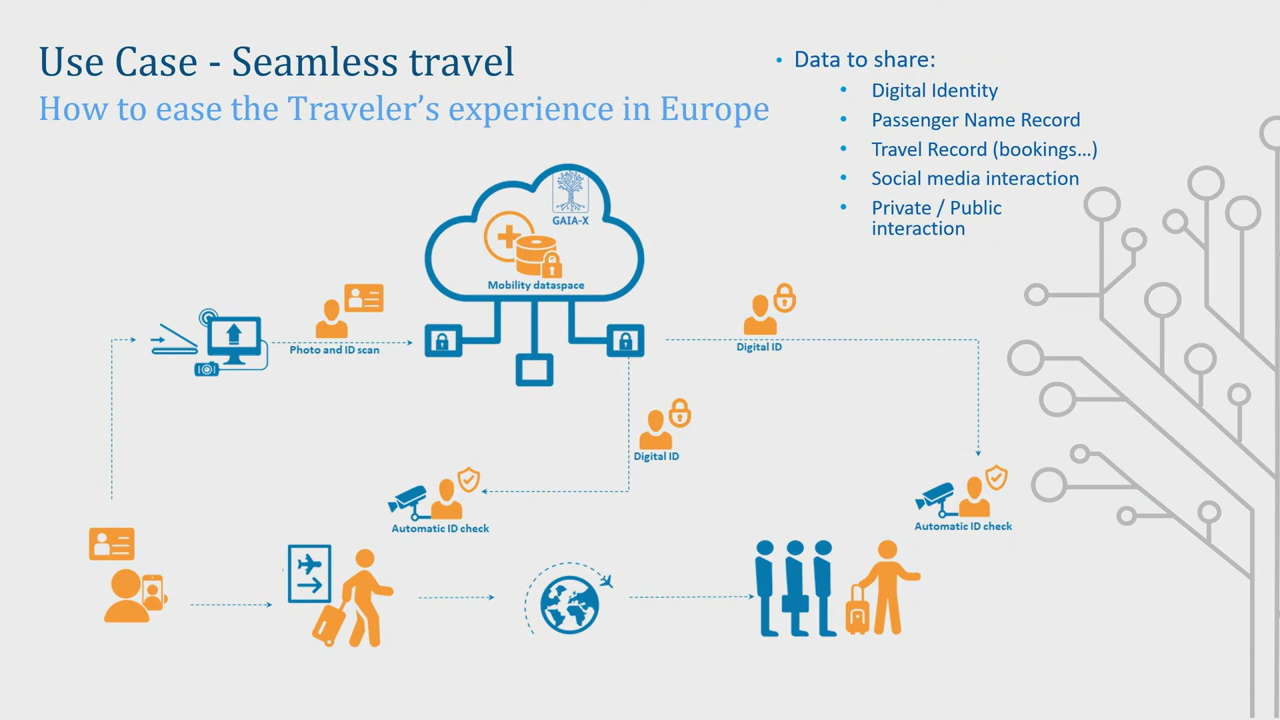 Use Case - Seamless travel
How to ease the Traveler's experience in Europe
• Data to share:
• Digital Identity
• Passenger Name Record
• Travel Record (bookings…)
• Social media interaction
• Private / Public
interaction
GAIA-X
Mobility dataspace
Photo and ID scan
Digital ID
Digital ID
Automatic ID check
Automatic ID check